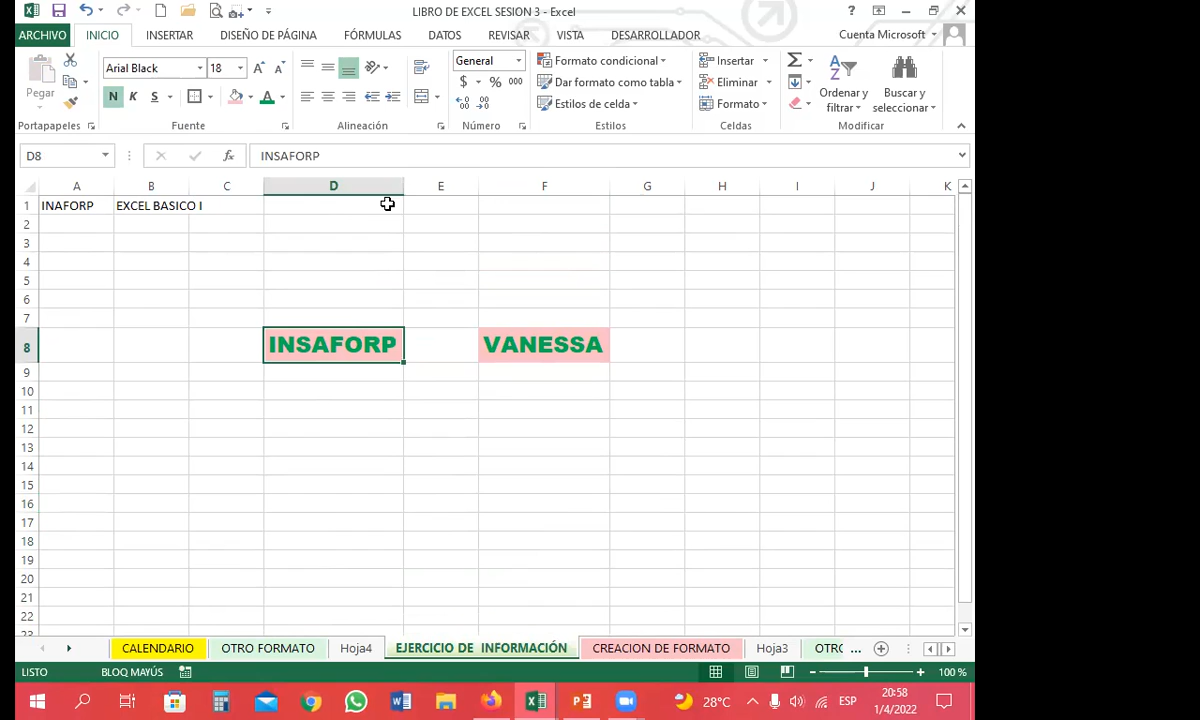 LIBRO DE EXCEL SESION 3 - Excel
?
ARCHIVO INICIO INSERTAR DISEÑO DE PÁGINA FÓRMULAS DATOS REVISAR VISTA DESARROLLADOR Cuenta Microsoft
Pegar
Arial Black 18
N K S
General
$ % 000
Formato condicional
Dar formato como tabla
Estilos de celda
Insertar
Eliminar
Formato
Ordenar y filtrar
Buscar y seleccionar
Portapapeles Fuente Alineación Número Estilos Celdas Modificar
D8 fx INSAFORP
A B C D E F G H I J K
1 INAFORP EXCEL BASICO I
2
3
4
5
6
7
8 INSAFORP VANESSA
9
10
11
12
13
14
15
16
17
18
19
20
21
22
23
CALENDARIO OTRO FORMATO Hoja4 EJERCICIO DE INFORMACIÓN CREACION DE FORMATO Hoja3 OTRO ...
LISTO BLOQ MAYÚS 100 %
28°C ESP 20:58
1/4/2022